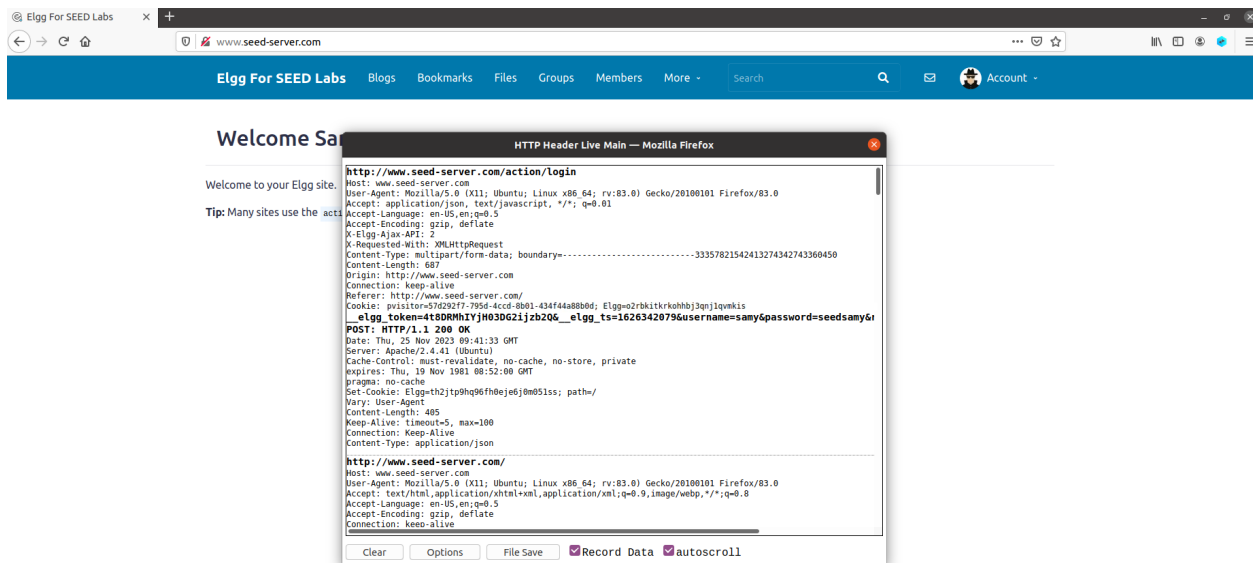 Elgg For SEED Labs
www.seed-server.com
Elgg For SEED Labs Blogs Bookmarks Files Groups Members More Search Account
Welcome Sa
HTTP Header Live Main — Mozilla Firefox
Welcome to your Elgg site.
Tip: Many sites use the acti
http://www.seed-server.com/action/login
Host: www.seed-server.com
User-Agent: Mozilla/5.0 (X11; Ubuntu; Linux x86_64; rv:83.0) Gecko/20100101 Firefox/83.0
Accept: application/json, text/javascript, */*; q=0.01
Accept-Language: en-US,en;q=0.5
Accept-Encoding: gzip, deflate
X-Elgg-Ajax-API: 2
X-Requested-With: XMLHttpRequest
Content-Type: multipart/form-data; boundary=---------------------------33357821542413274342743360450
Content-Length: 687
Origin: http://www.seed-server.com
Connection: keep-alive
Referer: http://www.seed-server.com/
Cookie: pvisitor=57d292f7-795d-4ccd-8b01-434f44a88b0d; Elgg=o2rbkitkrkohhbj3qnj1qvmkis
__elgg_token=4t8DRMhIYjH03DG2ijzb2Q&__elgg_ts=1626342079&username=samy&password=seedsamy&r
POST: HTTP/1.1 200 OK
Date: Thu, 25 Nov 2023 09:41:33 GMT
Server: Apache/2.4.41 (Ubuntu)
Cache-Control: must-revalidate, no-cache, no-store, private
expires: Thu, 19 Nov 1981 08:52:00 GMT
pragma: no-cache
Set-Cookie: Elgg=th2jtp9hq96fh0eje6j0m051ss; path=/
Vary: User-Agent
Content-Length: 405
Keep-Alive: timeout=5, max=100
Connection: Keep-Alive
Content-Type: application/json
http://www.seed-server.com/
Host: www.seed-server.com
User-Agent: Mozilla/5.0 (X11; Ubuntu; Linux x86_64; rv:83.0) Gecko/20100101 Firefox/83.0
Accept: text/html,application/xhtml+xml,application/xml;q=0.9,image/webp,*/*;q=0.8
Accept-Language: en-US,en;q=0.5
Accept-Encoding: gzip, deflate
Connection: keep-alive
Clear Options File Save Record Data autoscroll